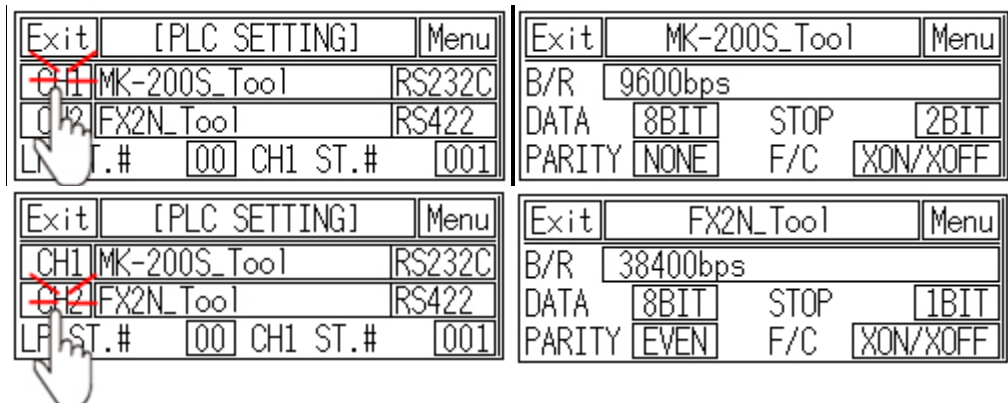 Exit [PLC SETTING] Menu
CH1 MK-200S_Tool RS232C
CH2 FX2N_Tool RS422
.# 00 CH1 ST.# 001
Exit MK-200S_Tool Menu
B/R 9600bps
DATA 8BIT STOP 2BIT
PARITY NONE F/C XON/XOFF
Exit [PLC SETTING] Menu
CH1 MK-200S_Tool RS232C
CH2 FX2N_Tool RS422
LP ST.# 00 CH1 ST.# 001
Exit FX2N_Tool Menu
B/R 38400bps
DATA 8BIT STOP 1BIT
PARITY EVEN F/C XON/XOFF